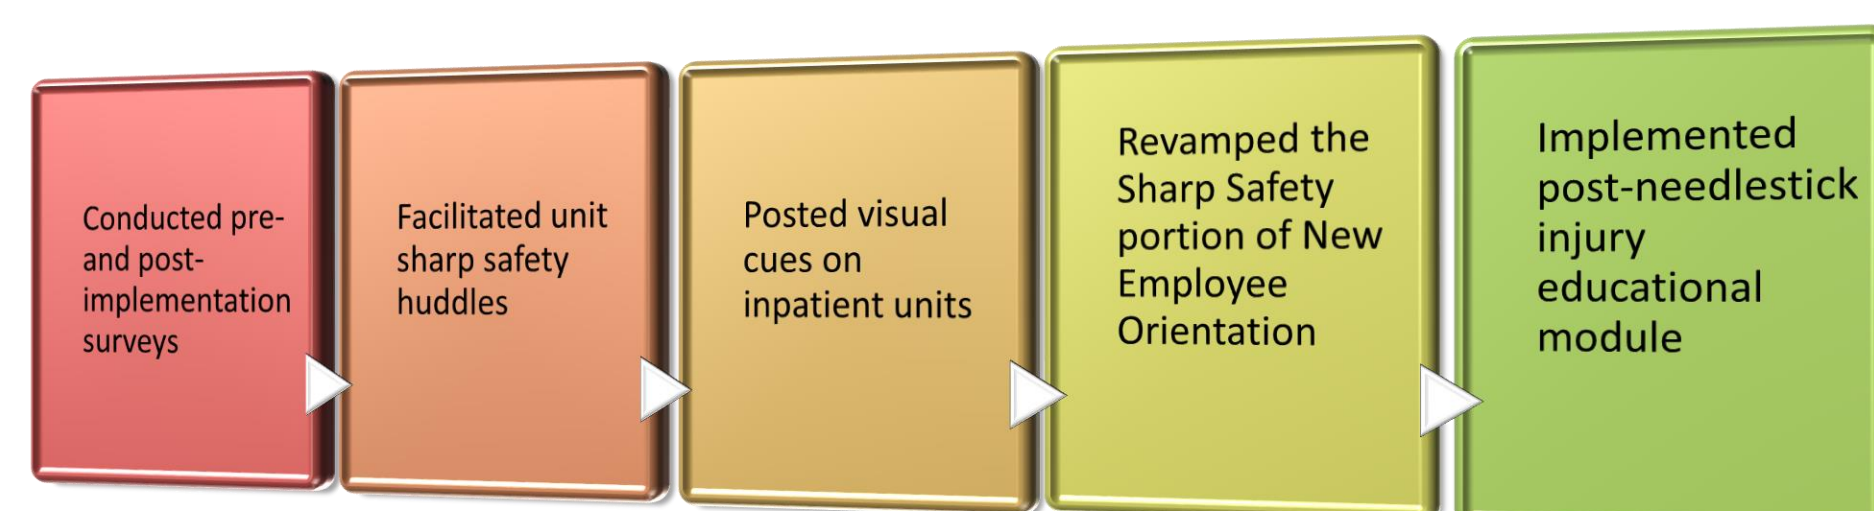 Conducted pre-
and post-
implementation
surveys
Facilitated unit
sharp safety
huddles
Posted visual
cues on
inpatient units
Revamped the
Sharp Safety
portion of New
Employee
Orientation
Implemented
post-needlestick
injury
educational
module